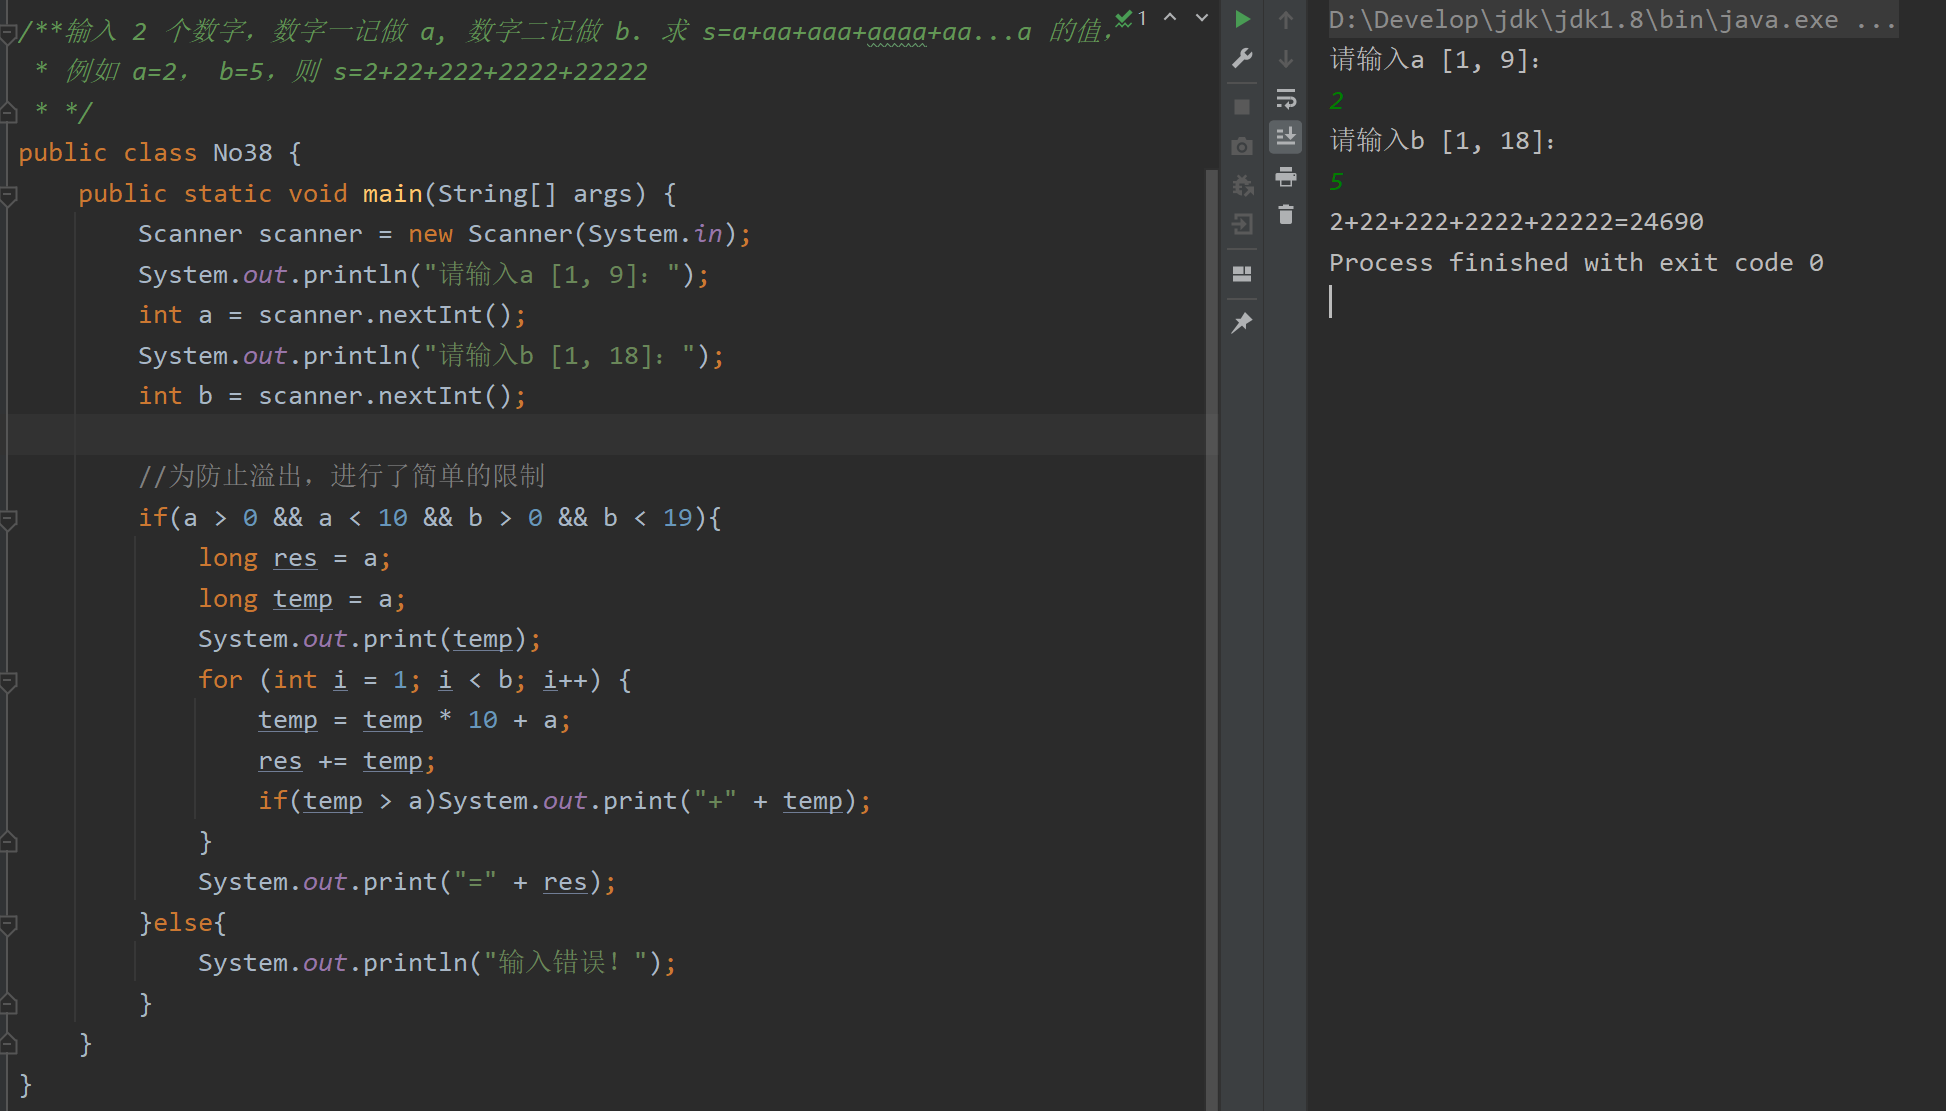 /**输入 2 个数字，数字一记做 a, 数字二记做 b. 求 s=a+aa+aaa+aaaa+aa...a 的值，
 * 例如 a=2， b=5，则 s=2+22+222+2222+22222
 * */
public class No38 {
    public static void main(String[] args) {
        Scanner scanner = new Scanner(System.in);
        System.out.println("请输入a [1, 9]：");
        int a = scanner.nextInt();
        System.out.println("请输入b [1, 18]：");
        int b = scanner.nextInt();
        //为防止溢出，进行了简单的限制
        if(a > 0 && a < 10 && b > 0 && b < 19){
            long res = a;
            long temp = a;
            System.out.print(temp);
            for (int i = 1; i < b; i++) {
                temp = temp * 10 + a;
                res += temp;
                if(temp > a)System.out.print("+" + temp);
            }
            System.out.print("=" + res);
        }else{
            System.out.println("输入错误！");
        }
    }
}
1
D:\Develop\jdk\jdk1.8\bin\java.exe ...
请输入a [1, 9]：
2
请输入b [1, 18]：
5
2+22+222+2222+22222=24690
Process finished with exit code 0